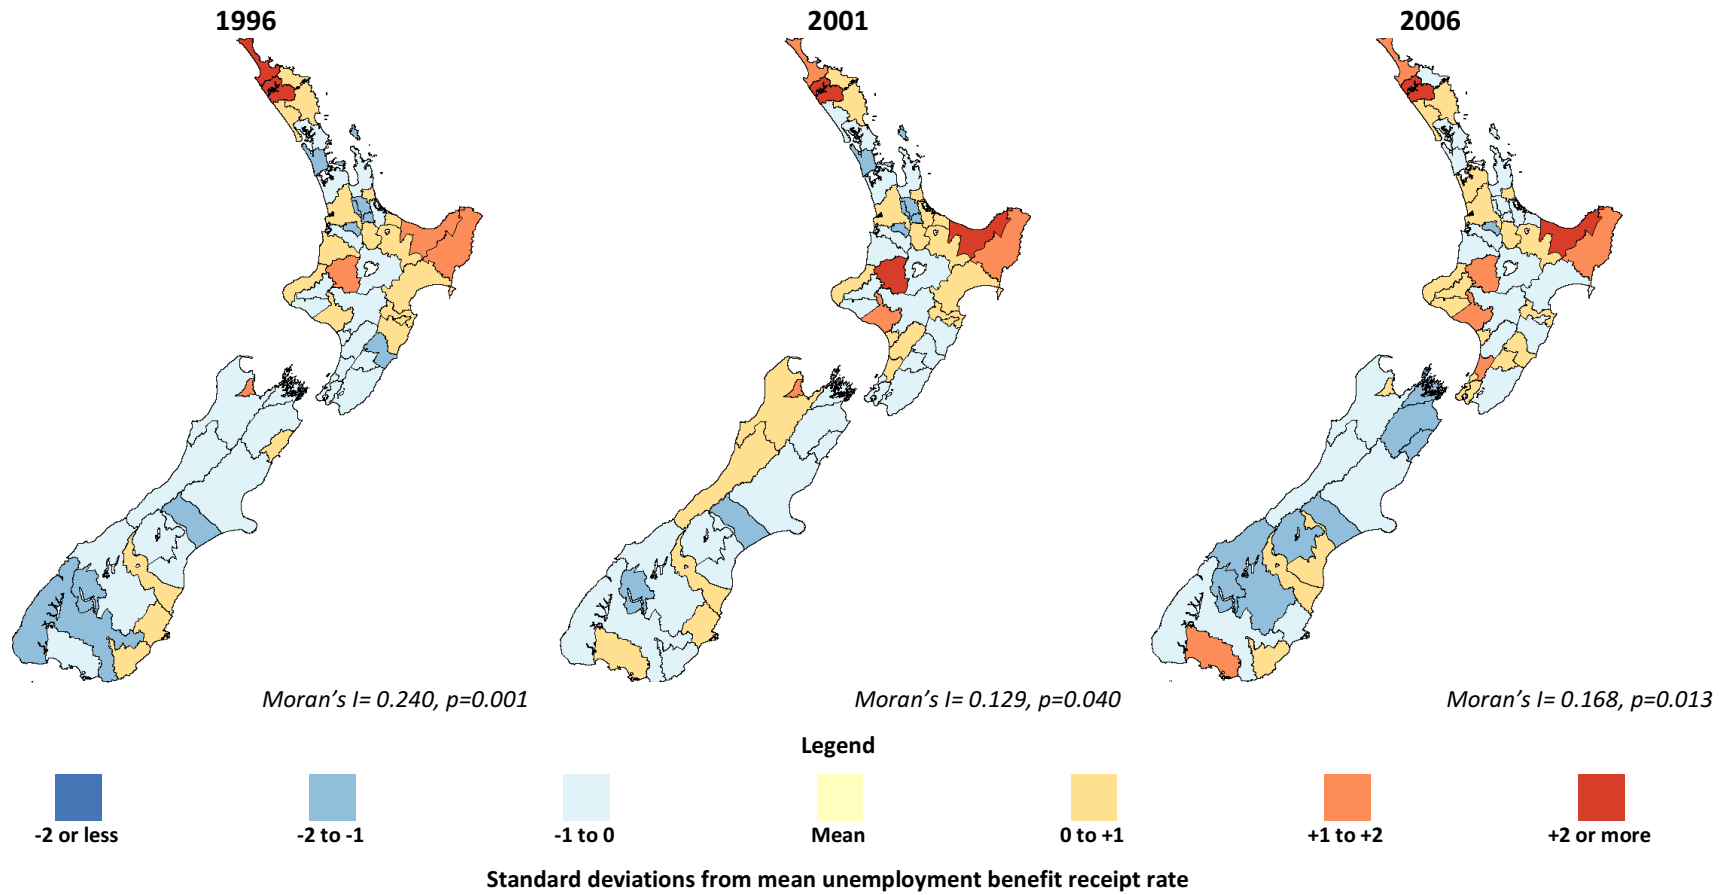 1996
2001
2006
Moran’s I= 0.240, p=0.001
Moran’s I= 0.129, p=0.040
Moran’s I= 0.168, p=0.013
Legend
-2 or less
-2 to -1
-1 to 0
Mean
0 to +1
+1 to +2
+2 or more
Standard deviations from mean unemployment benefit receipt rate